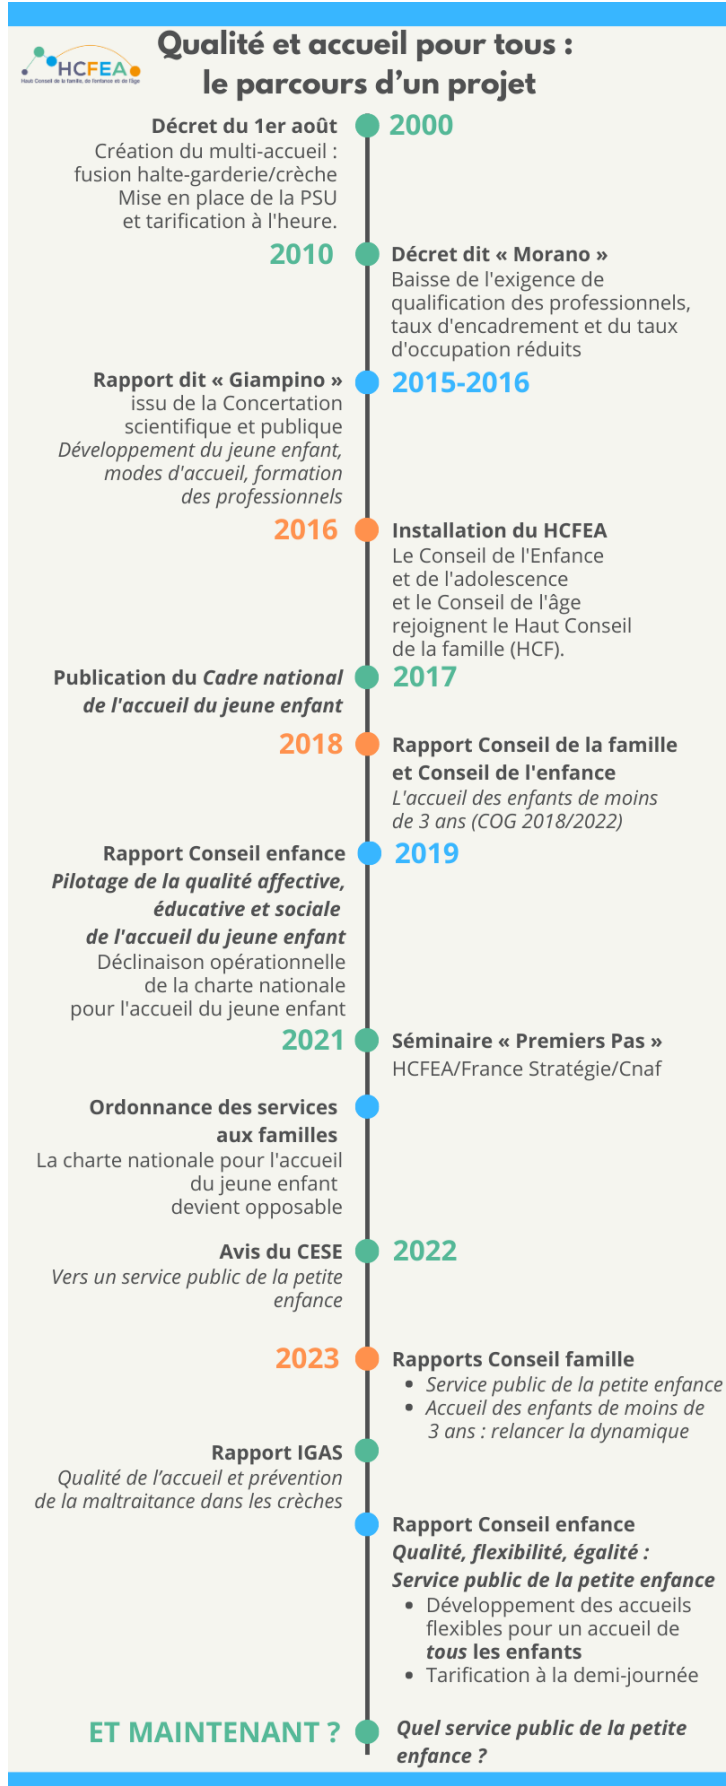 HCFEA
Haut Conseil de la famille, de l'enfance et de l'âge
Qualité et accueil pour tous :
le parcours d'un projet
2000
Décret du 1er août
Création du multi-accueil :
fusion halte-garderie/crèche
Mise en place de la PSU
et tarification à l'heure.
2010
Décret dit « Morano »
Baisse de l'exigence de
qualification des professionnels,
taux d'encadrement et du taux
d'occupation réduits
2015-2016
Rapport dit « Giampino »
issu de la Concertation
scientifique et publique
Développement du jeune enfant,
modes d'accueil, formation
des professionnels
2016
Installation du HCFEA
Le Conseil de l'Enfance
et de l'adolescence
et le Conseil de l'âge
rejoignent le Haut Conseil
de la famille (HCF).
2017
Publication du Cadre national
de l'accueil du jeune enfant
2018
Rapport Conseil de la famille
et Conseil de l'enfance
L'accueil des enfants de moins
de 3 ans (COG 2018/2022)
2019
Rapport Conseil enfance
Pilotage de la qualité affective,
éducative et sociale
de l'accueil du jeune enfant
Déclinaison opérationnelle
de la charte nationale
pour l'accueil du jeune enfant
2021
Séminaire « Premiers Pas »
HCFEA/France Stratégie/Cnaf
Ordonnance des services
aux familles
La charte nationale pour l'accueil
du jeune enfant
devient opposable
2022
Avis du CESE
Vers un service public de la petite
enfance
2023
Rapports Conseil famille
• Service public de la petite enfance
• Accueil des enfants de moins de
3 ans : relancer la dynamique
Rapport IGAS
Qualité de l’accueil et prévention
de la maltraitance dans les crèches
Rapport Conseil enfance
Qualité, flexibilité, égalité :
Service public de la petite enfance
• Développement des accueils
flexibles pour un accueil de
tous les enfants
• Tarification à la demi-journée
ET MAINTENANT ?
Quel service public de la petite
enfance ?